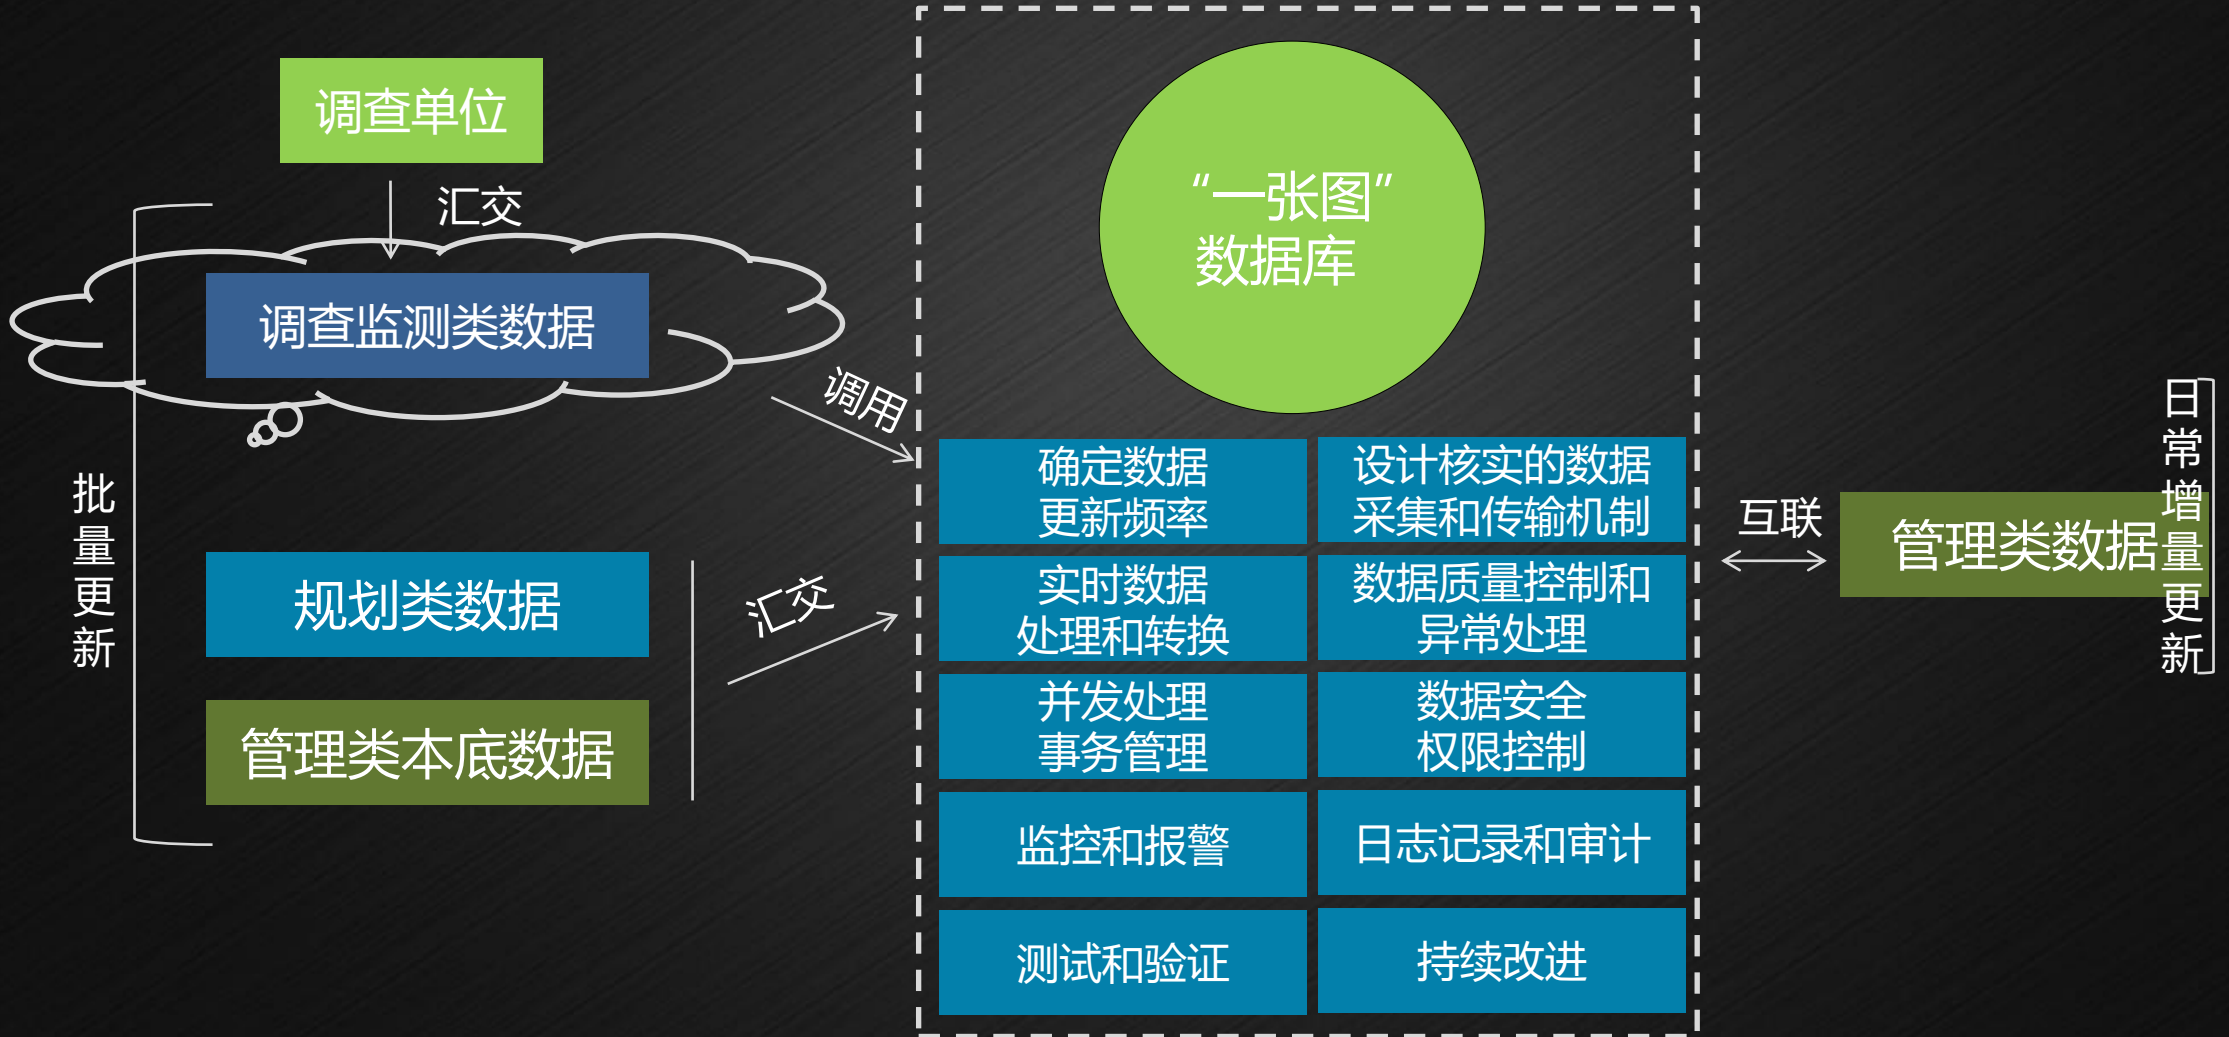 调查单位
汇交
调查监测类数据
批量更新
规划类数据
管理类本底数据
调用
汇交
“一张图”
数据库
确定数据
更新频率
设计核实的数据
采集和传输机制
实时数据
处理和转换
数据质量控制和
异常处理
并发处理
事务管理
数据安全
权限控制
监控和报警
日志记录和审计
测试和验证
持续改进
互联
管理类数据
日常增量更新